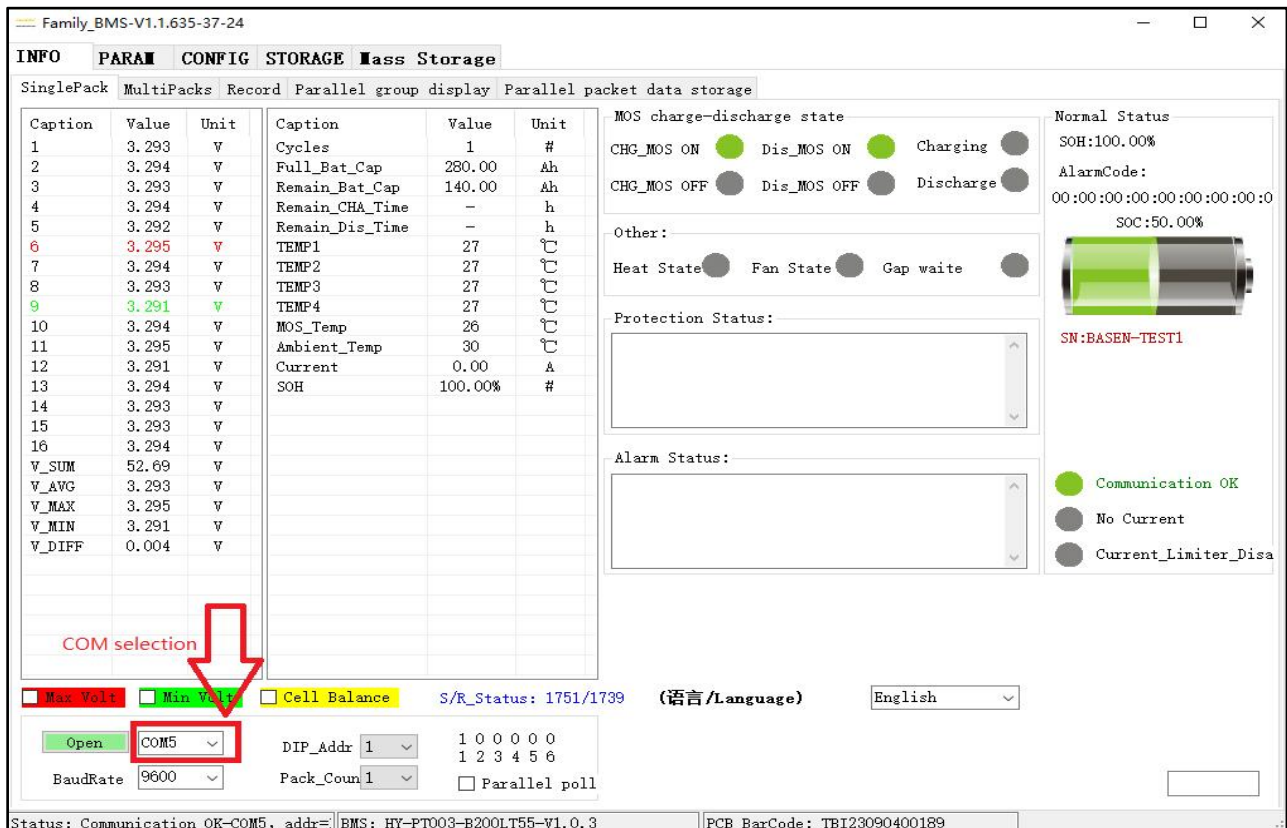 Family_BMS-V1.1.635-37-24
INFO PARAM CONFIG STORAGE Mass Storage
SinglePack MultiPacks Record Parallel group display Parallel packet data storage
Caption Value Unit
1 3.293 V
2 3.294 V
3 3.293 V
4 3.294 V
5 3.292 V
6 3.295 V
7 3.294 V
8 3.293 V
9 3.291 V
10 3.294 V
11 3.295 V
12 3.291 V
13 3.294 V
14 3.293 V
15 3.293 V
16 3.294 V
V_SUM 52.69 V
V_AVG 3.293 V
V_MAX 3.295 V
V_MIN 3.291 V
V_DIFF 0.004 V
Caption Value Unit
Cycles 1 #
Full_Bat_Cap 280.00 Ah
Remain_Bat_Cap 140.00 Ah
Remain_CHA_Time – h
Remain_Dis_Time – h
TEMP1 27 ℃
TEMP2 27 ℃
TEMP3 27 ℃
TEMP4 27 ℃
MOS_Temp 26 ℃
Ambient_Temp 30 ℃
Current 0.00 A
SOH 100.00% #
MOS charge-discharge state
CHG_MOS ON Dis_MOS ON Charging
CHG_MOS OFF Dis_MOS OFF Discharge
Other:
Heat State Fan State Gap waite
Protection Status:
Alarm Status:
Normal Status
SOH:100.00%
AlarmCode:
00:00:00:00:00:00:00:00:0
SOC:50.00%
SN:BASEN-TEST1
Communication OK
No Current
Current_Limiter_Disa
COM selection
Max Volt Min Volt Cell Balance S/R_Status: 1751/1739 (语言/Language) English
Open COM5 DIP_Addr 1 1 0 0 0 0 0
1 2 3 4 5 6
BaudRate 9600 Pack_Coun 1 Parallel poll
Status: Communication OK-COM5, addr= BMS: HY-PT003-B200LT55-V1.0.3 PCB BarCode: TBI23090400189